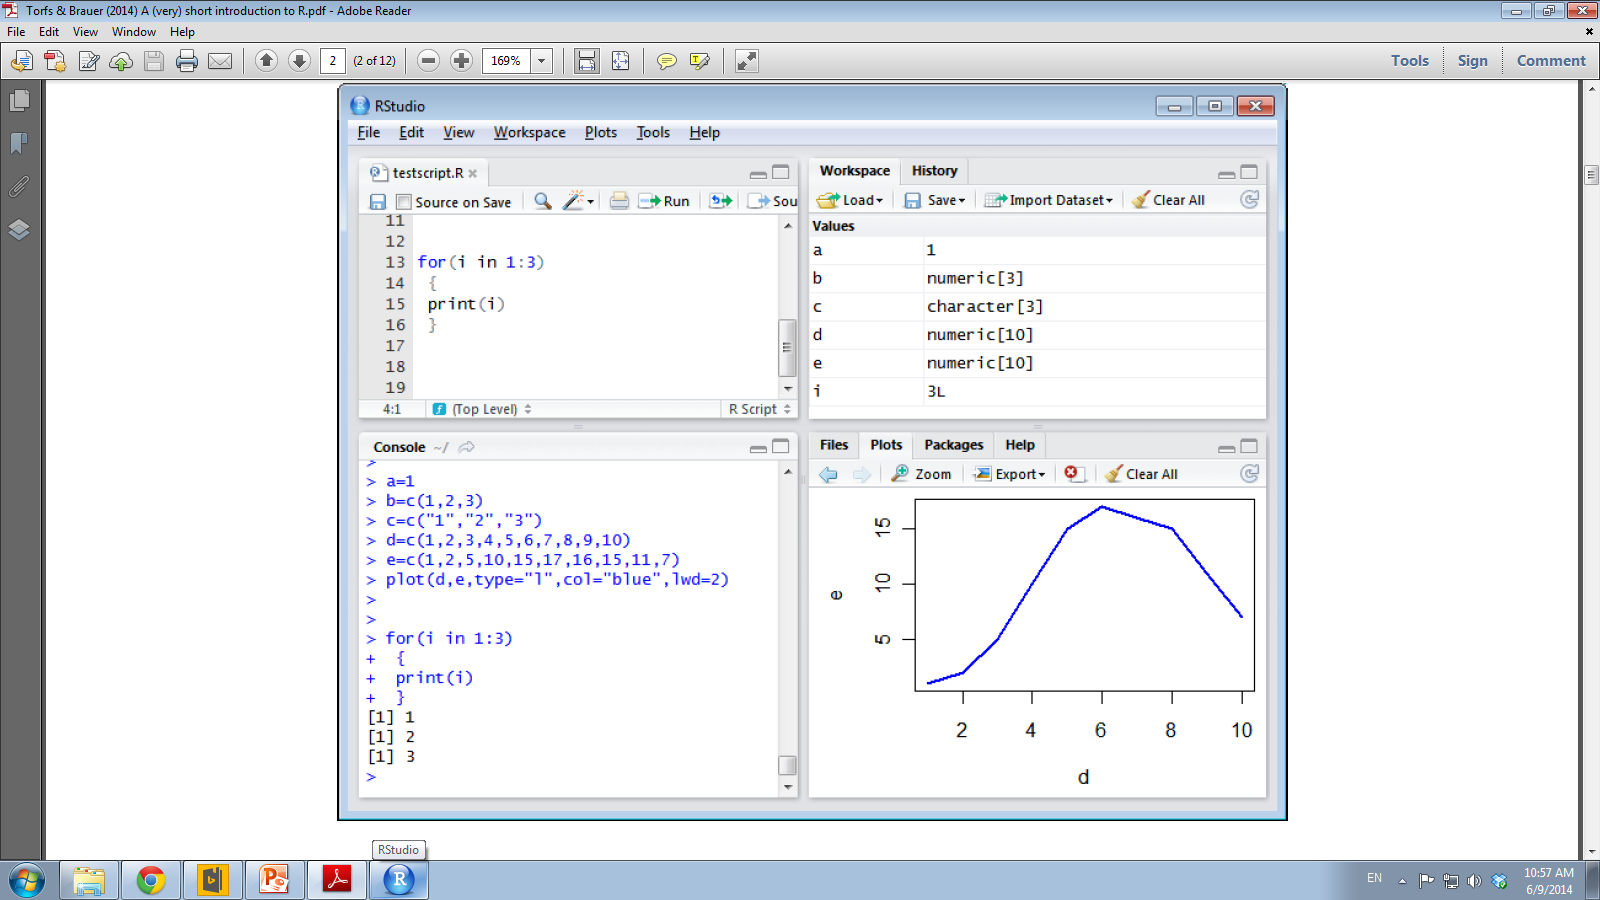 Torfs & Brauer (2014) A (very) short introduction to R.pdf - Adobe Reader
File Edit View Window Help
2 (2 of 12) 169% Tools Sign Comment
RStudio
File Edit View Workspace Plots Tools Help
testscript.R
Source on Save Run Sou
11
12
13 for(i in 1:3)
14 {
15 print(i)
16 }
17
18
19
4:1 (Top Level) R Script
Workspace History
Load Save Import Dataset Clear All
Values
a 1
b numeric[3]
c character[3]
d numeric[10]
e numeric[10]
i 3L
Console ~/
>
> a=1
> b=c(1,2,3)
> c=c("1","2","3")
> d=c(1,2,3,4,5,6,7,8,9,10)
> e=c(1,2,5,10,15,17,16,15,11,7)
> plot(d,e,type="l",col="blue",lwd=2)
>
>
> for(i in 1:3)
+ {
+ print(i)
+ }
[1] 1
[1] 2
[1] 3
>
Files Plots Packages Help
Zoom Export Clear All
15
10
5
e
2 4 6 8 10
d
RStudio
EN 10:57 AM
6/9/2014